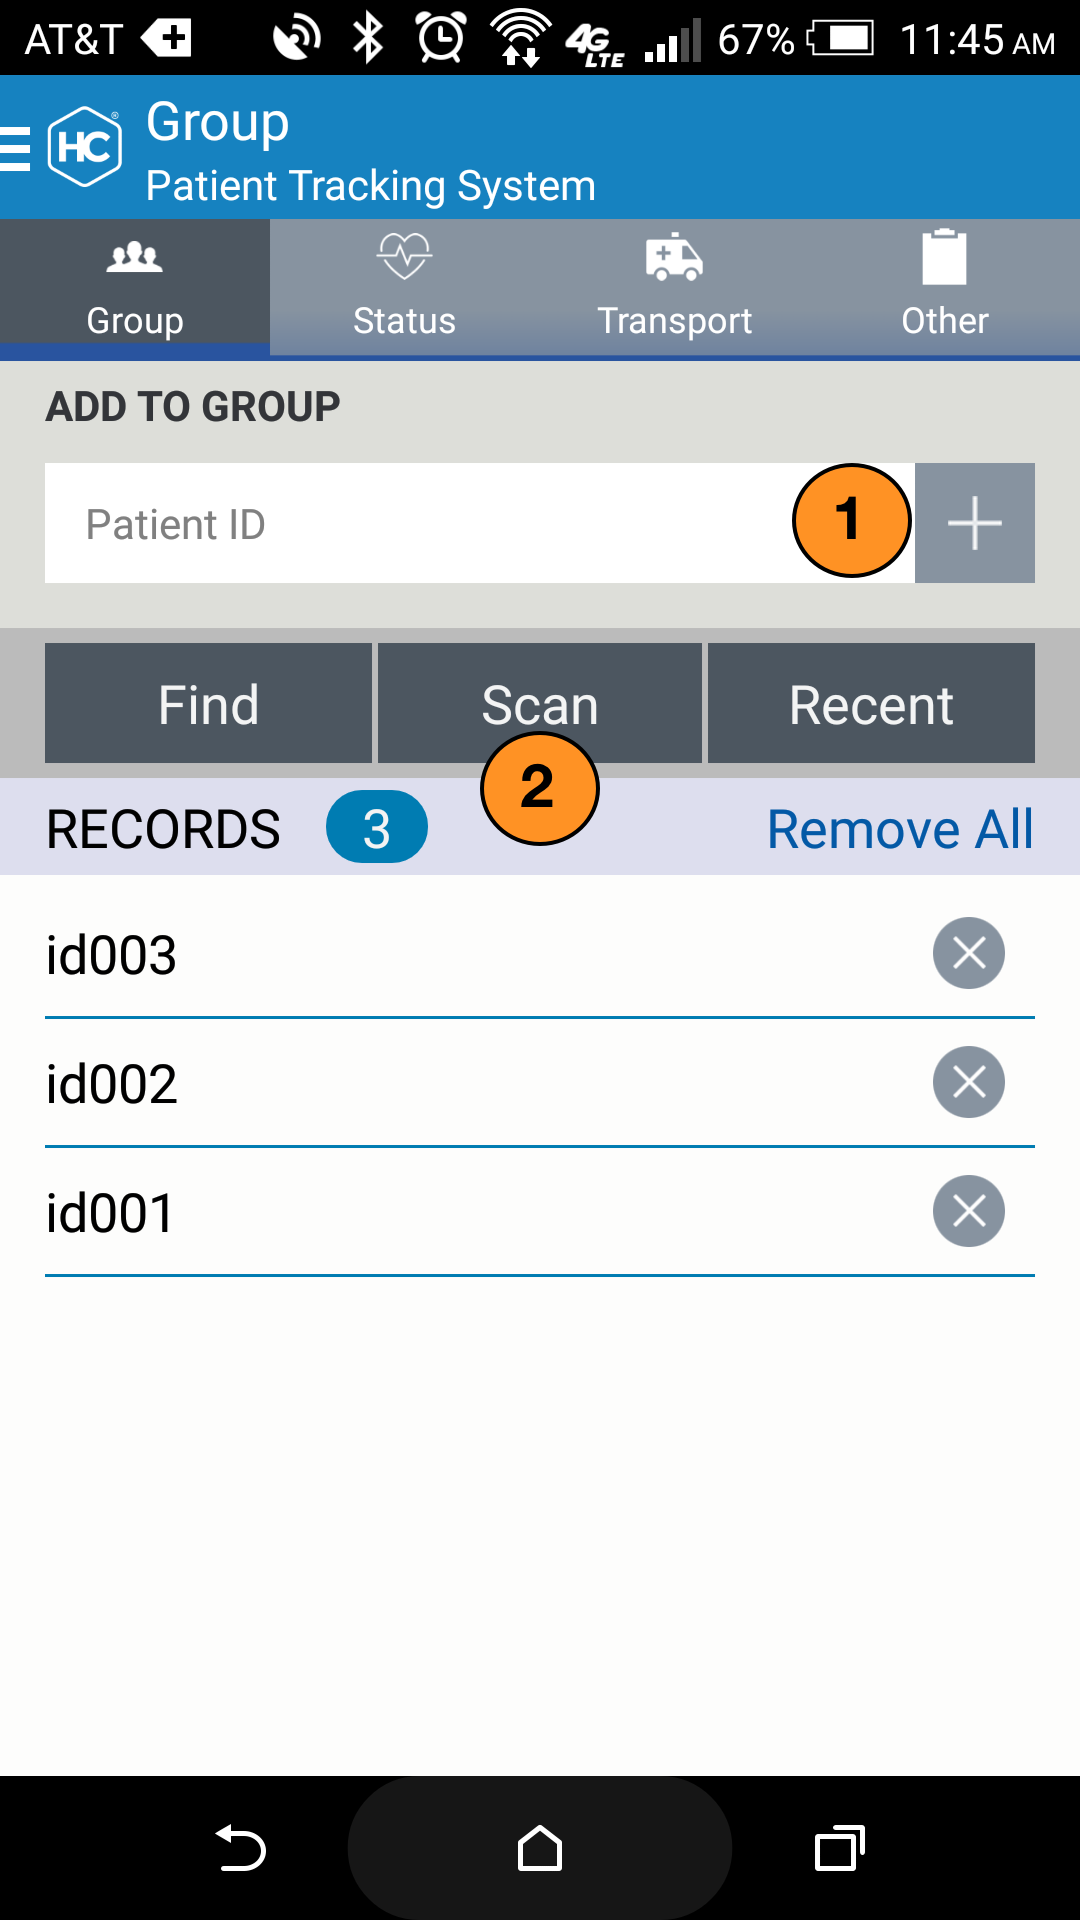 AT&T 4G LTE 67% 11:45 AM
HC® Group
Patient Tracking System
Group Status Transport Other
ADD TO GROUP
Patient ID 1
Find Scan Recent
2
RECORDS 3 Remove All
id003
id002
id001